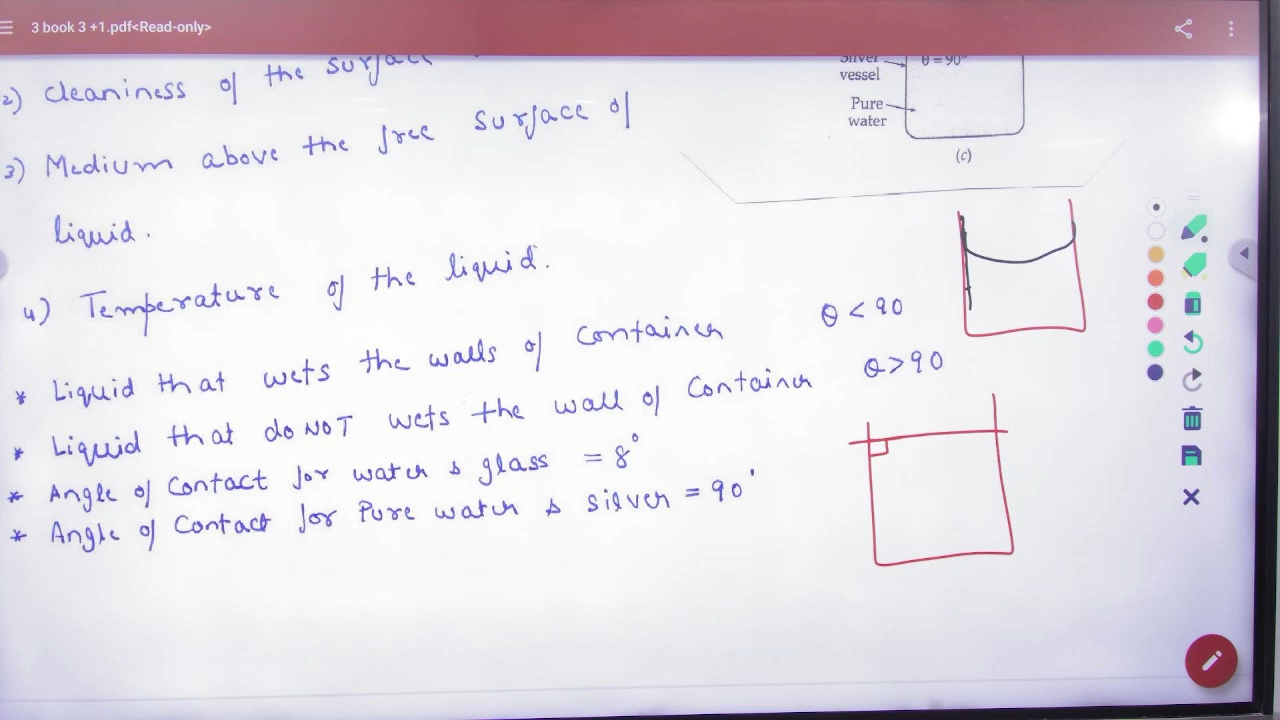 3 book 3 +1.pdf<Read-only>
2) cleaniness of the surface
3) Medium above the free surface of
liquid.
4) Temperature of the liquid.
* Liquid that wets the walls of container θ < 90
* Liquid that do NOT wets the wall of Container θ > 90
* Angle of Contact for water & glass = 8°
* Angle of Contact for Pure water & silver = 90°
Silver
vessel
θ = 90°
Pure
water
(c)